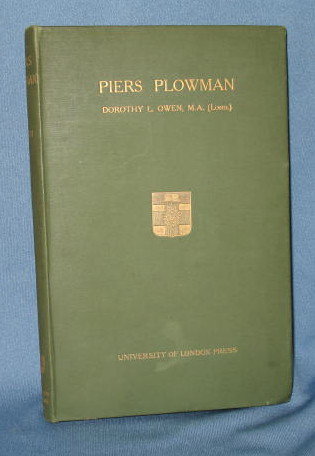 PIERS PLOWMAN
DOROTHY L. OWEN, M.A. (LOND.)
UNIVERSITY OF LONDON PRESS